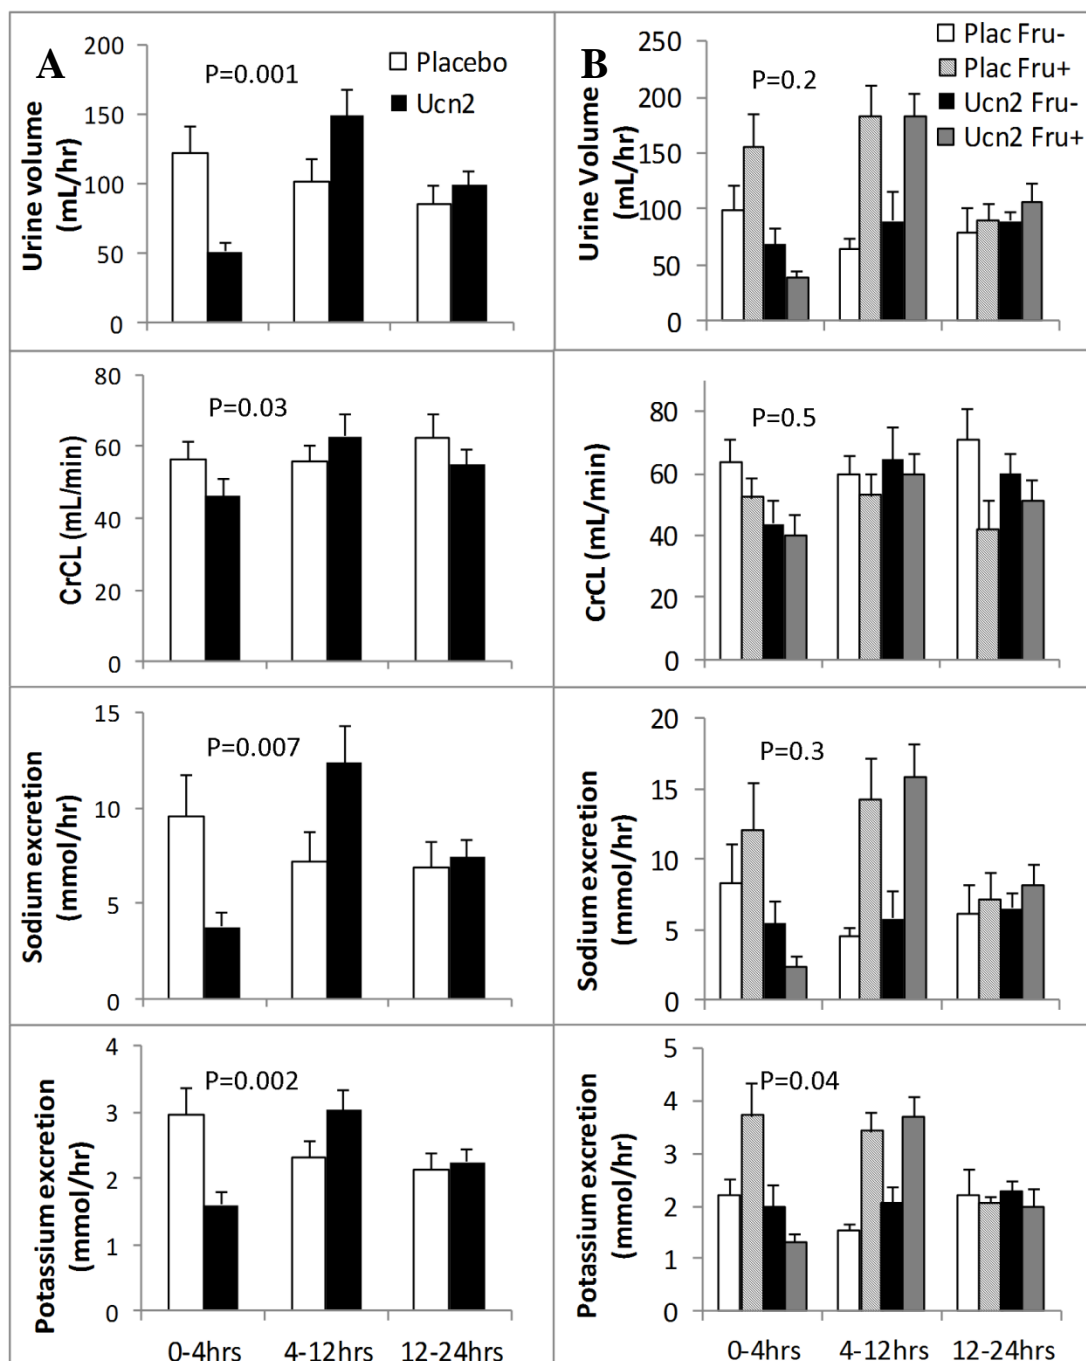 A
P=0.001
Placebo
Ucn2
Urine volume
(mL/hr)
200
150
100
50
0
B
P=0.2
Plac Fru-
Plac Fru+
Ucn2 Fru-
Ucn2 Fru+
Urine Volume
(mL/hr)
250
200
150
100
50
0
P=0.03
CrCL (mL/min)
80
60
40
20
0
P=0.5
CrCL (mL/min)
80
60
40
20
0
P=0.007
Sodium excretion
(mmol/hr)
15
10
5
0
P=0.3
Sodium excretion
(mmol/hr)
20
15
10
5
0
P=0.002
Potassium excretion
(mmol/hr)
4
3
2
1
0
0-4hrs 4-12hrs 12-24hrs
P=0.04
Potassium excretion
(mmol/hr)
5
4
3
2
1
0
0-4hrs 4-12hrs 12-24hrs